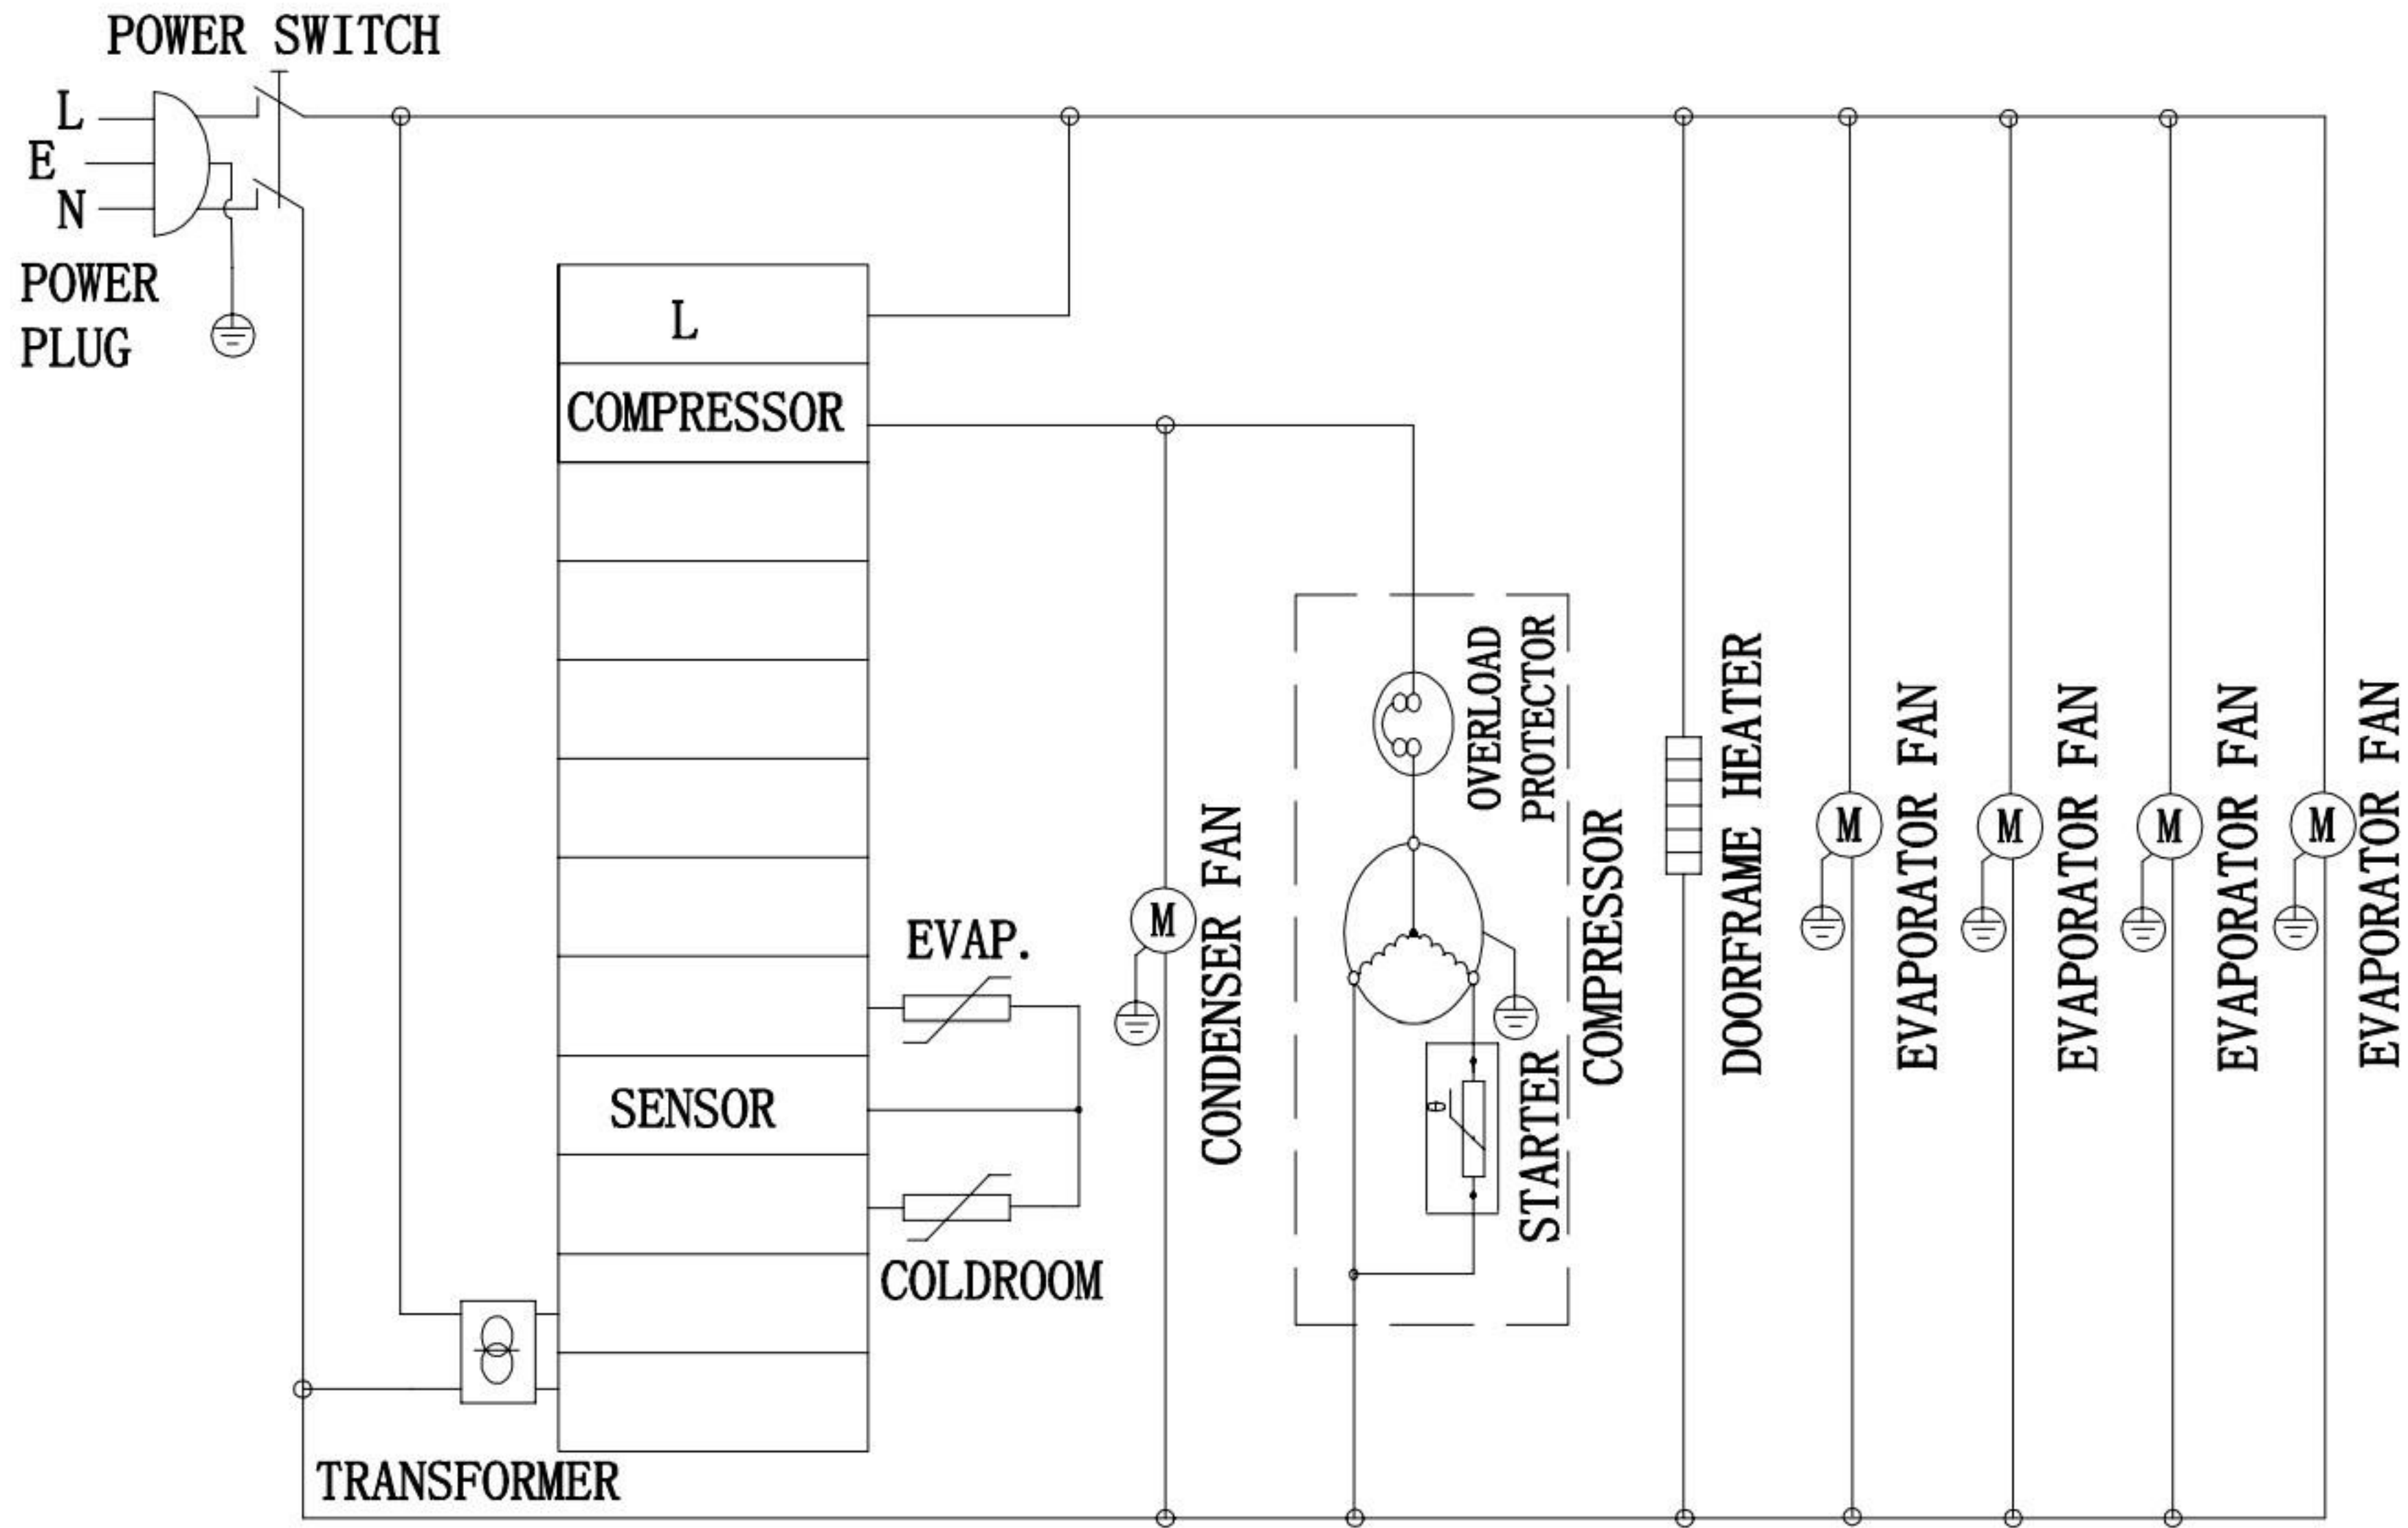 POWER SWITCH
L
E
N
POWER
PLUG
L
COMPRESSOR
SENSOR
EVAP.
COLDROOM
TRANSFORMER
M
CONDENSER FAN
OVERLOAD
PROTECTOR
θ
STARTER
COMPRESSOR
DOORFRAME HEATER
M
EVAPORATOR FAN
M
EVAPORATOR FAN
M
EVAPORATOR FAN
M
EVAPORATOR FAN